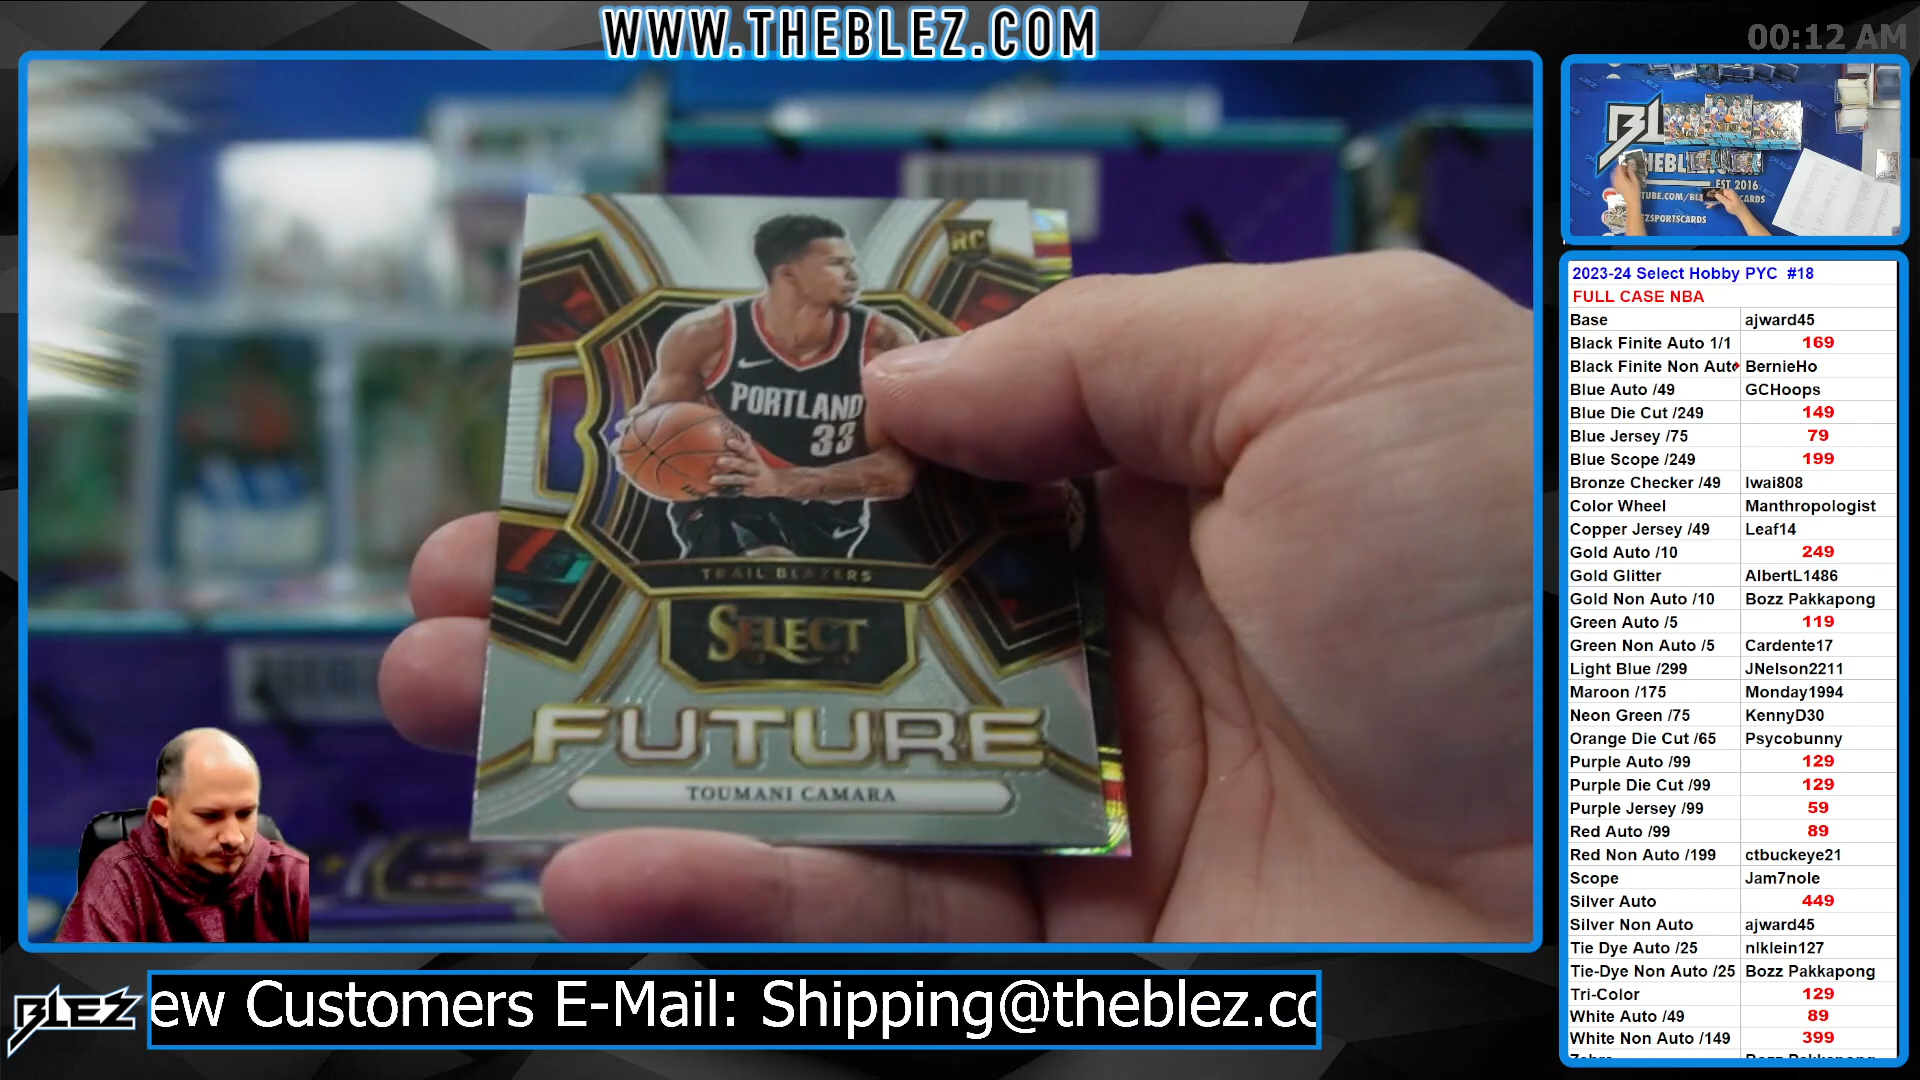 WWW.THEBLEZ.COM
00:12 AM
RC
PORTLAND
33
TRAIL BLAZERS
SELECT
FUTURE
TOUMANI CAMARA
BL
EST 2016
2023-24 Select Hobby PYC #18
FULL CASE NBA
Base ajward45
Black Finite Auto 1/1 169
Black Finite Non Auto BernieHo
Blue Auto /49 GCHoops
Blue Die Cut /249 149
Blue Jersey /75 79
Blue Scope /249 199
Bronze Checker /49 Iwai808
Color Wheel Manthropologist
Copper Jersey /49 Leaf14
Gold Auto /10 249
Gold Glitter AlbertL1486
Gold Non Auto /10 Bozz Pakkapong
Green Auto /5 119
Green Non Auto /5 Cardente17
Light Blue /299 JNelson2211
Maroon /175 Monday1994
Neon Green /75 KennyD30
Orange Die Cut /65 Psycobunny
Purple Auto /99 129
Purple Die Cut /99 129
Purple Jersey /99 59
Red Auto /99 89
Red Non Auto /199 ctbuckeye21
Scope Jam7nole
Silver Auto 449
Silver Non Auto ajward45
Tie Dye Auto /25 nlklein127
Tie-Dye Non Auto /25 Bozz Pakkapong
Tri-Color 129
White Auto /49 89
White Non Auto /149 399
BLEZ
ew Customers E-Mail: Shipping@theblez.co